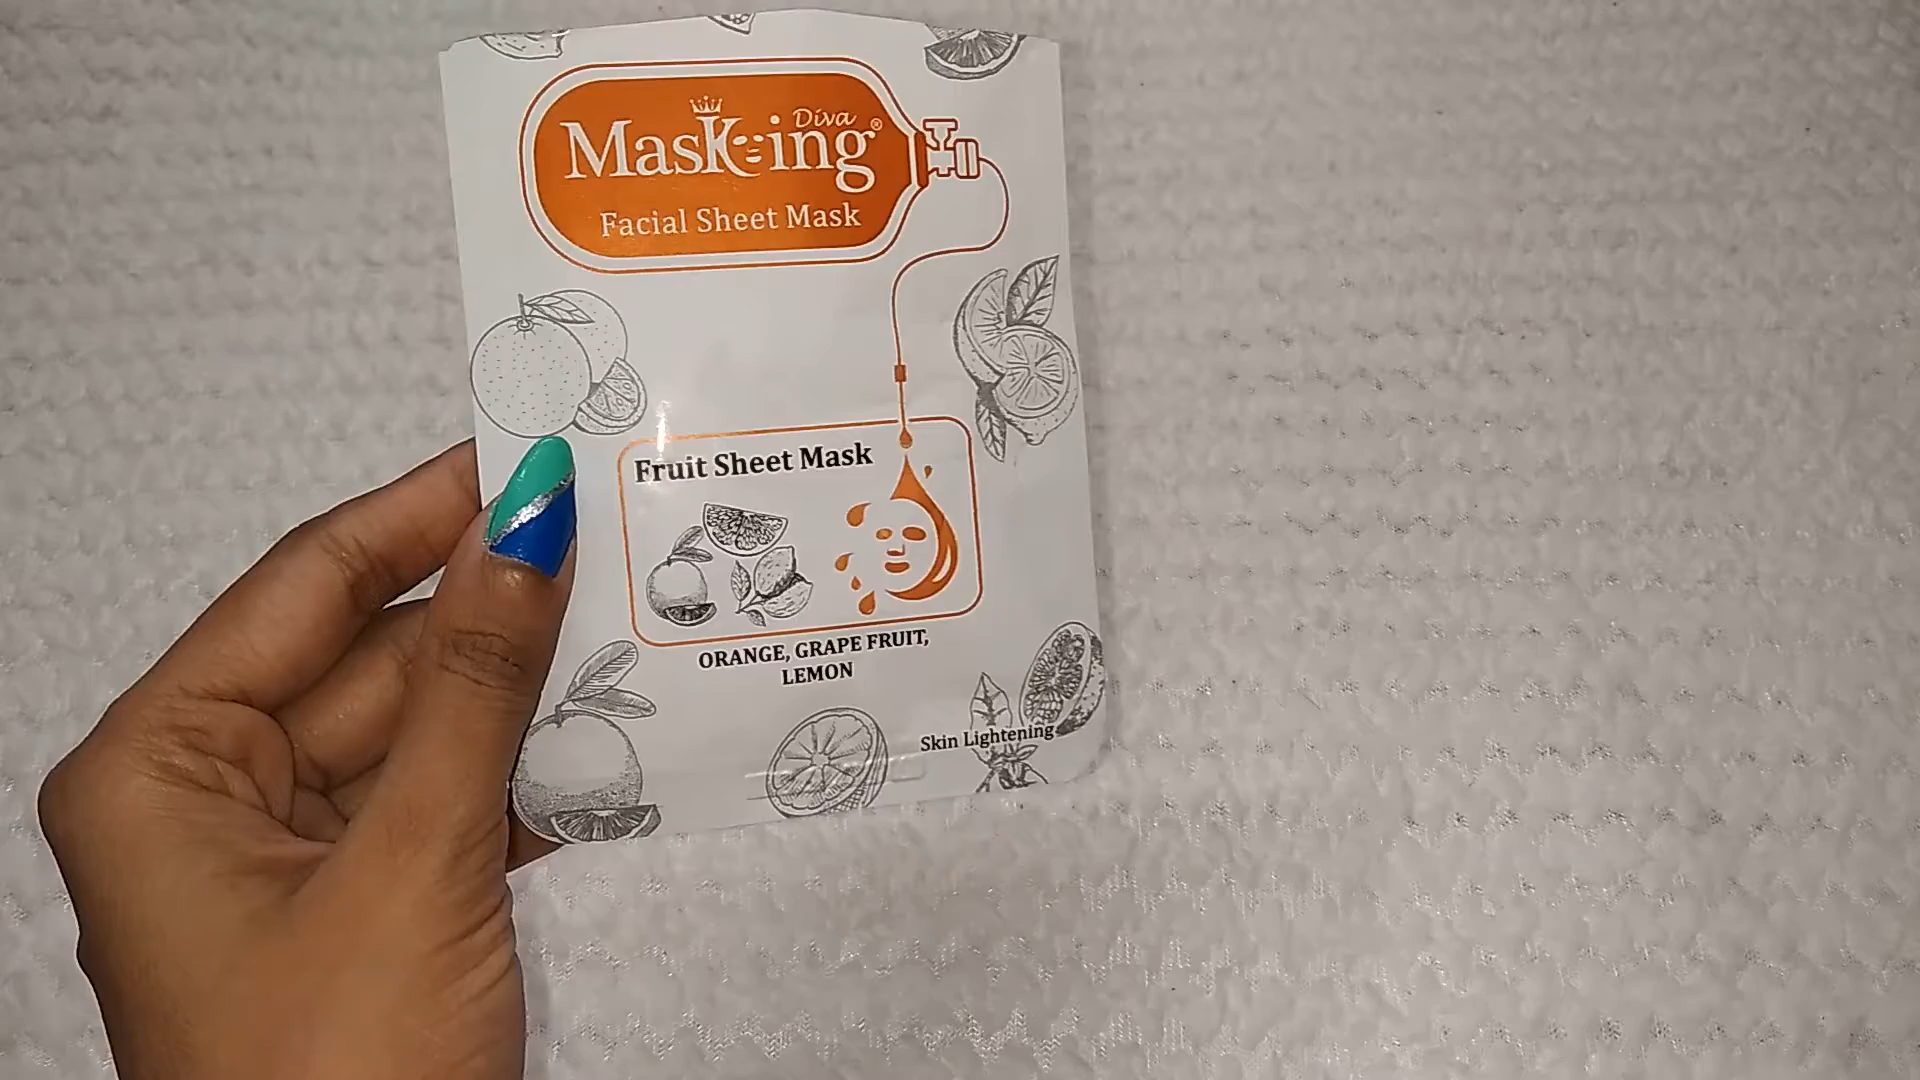 Diva
Masking®
Facial Sheet Mask
Fruit Sheet Mask
ORANGE, GRAPE FRUIT,
LEMON
Skin Lightening